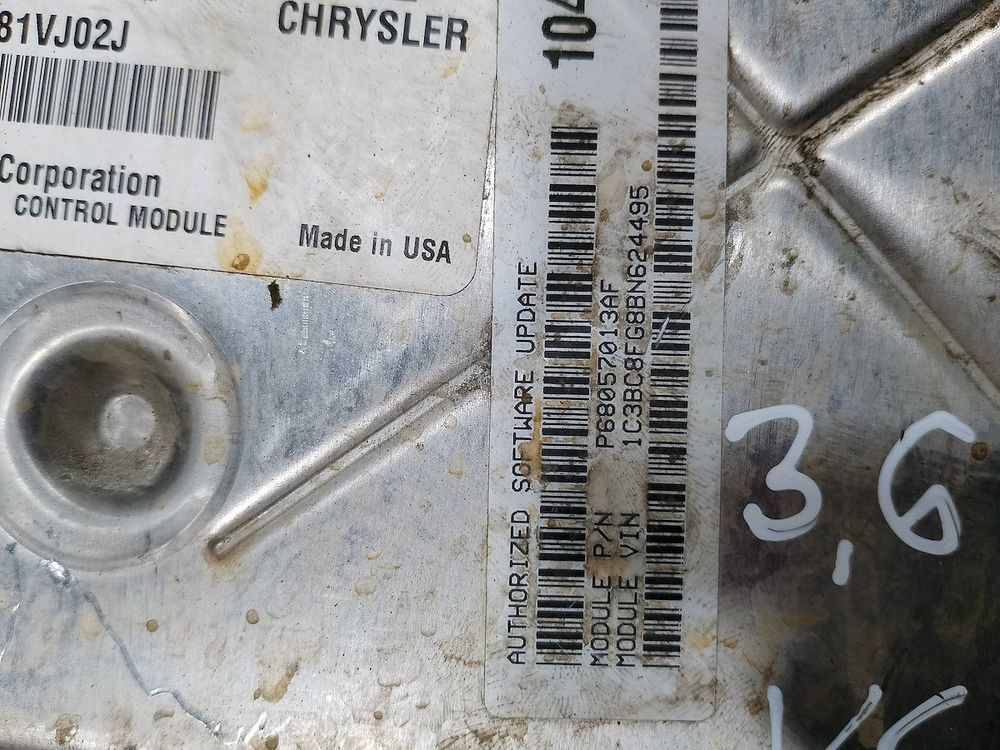 81VJ02J
CHRYSLER
Corporation
CONTROL MODULE
Made in USA
104
AUTHORIZED SOFTWARE UPDATE
MODULE P/N P68057013AF
MODULE VIN 1C3BC8FG8BN624495
3,6